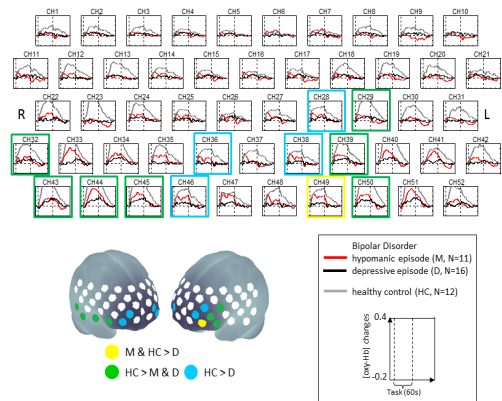 CH1 CH2 CH3 CH4 CH5 CH6 CH7 CH8 CH9 CH10
CH11 CH12 CH13 CH14 CH15 CH16 CH17 CH18 CH19 CH20 CH21
R CH22 CH23 CH24 CH25 CH26 CH27 CH28 CH29 CH30 CH31 L
CH32 CH33 CH34 CH35 CH36 CH37 CH38 CH39 CH40 CH41 CH42
CH43 CH44 CH45 CH46 CH47 CH48 CH49 CH50 CH51 CH52
M & HC > D
HC > M & D
HC > D
Bipolar Disorder
hypomanic episode (M, N=11)
depressive episode (D, N=16)
healthy control (HC, N=12)
[oxy-Hb] changes
0.4
-0.2
Task(60s)